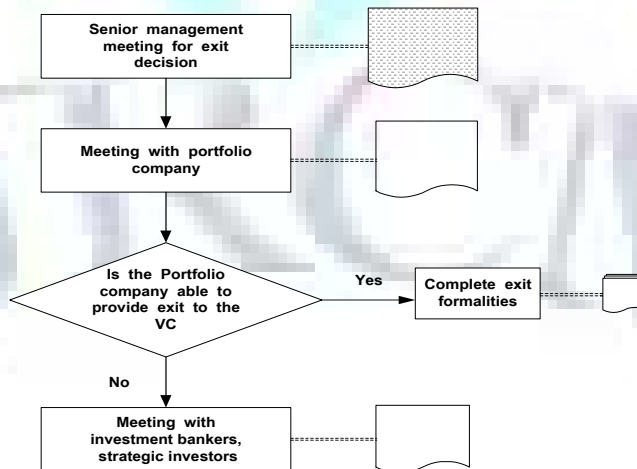 Senior management
meeting for exit
decision
Meeting with portfolio
company
Is the Portfolio
company able to
provide exit to the
VC
Yes
Complete exit
formalities
No
Meeting with
investment bankers,
strategic investors